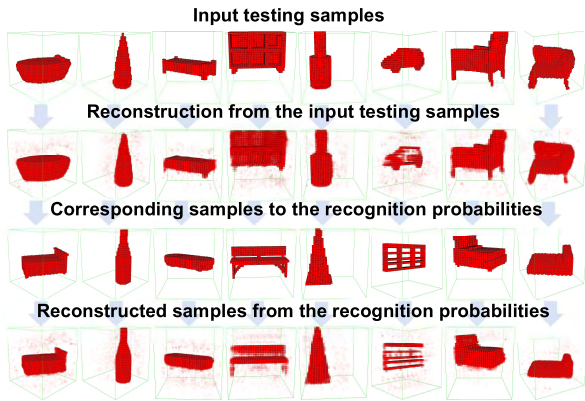 Input testing samples
Reconstruction from the input testing samples
Corresponding samples to the recognition probabilities
Reconstructed samples from the recognition probabilities